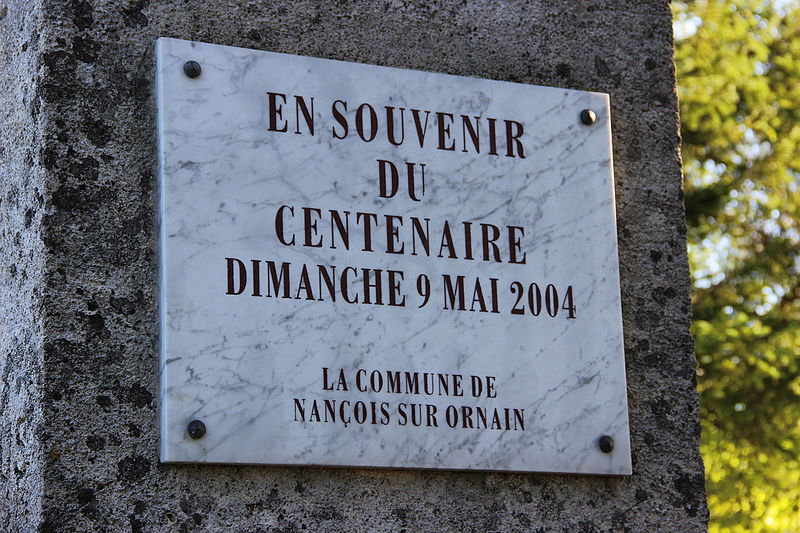 EN SOUVENIR
DU
CENTENAIRE
DIMANCHE 9 MAI 2004
LA COMMUNE DE
NANÇOIS SUR ORNAIN